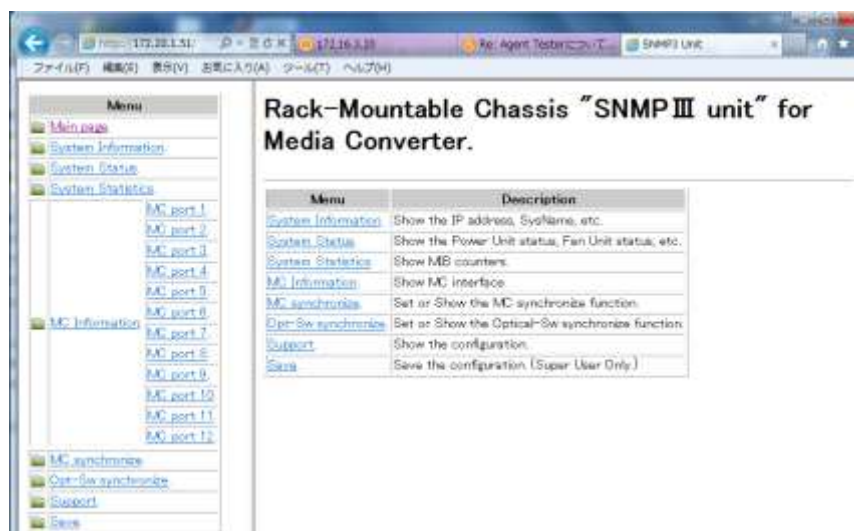 172.16.3.20
Re: Agent Testerについて
SNMP3 Unit
ファイル(F) 編集(E) 表示(V) お気に入り(A) ツール(T) ヘルプ(H)
Menu
Main page
System Information
System Status
System Statistics
MC Information
MC port 1
MC port 2
MC port 3
MC port 4
MC port 5
MC port 6
MC port 7
MC port 8
MC port 9
MC port 10
MC port 11
MC port 12
MC synchronize
Opt-Sw synchronize
Support
Save
Rack-Mountable Chassis "SNMPⅢ unit" for
Media Converter.
Menu Description
System Information Show the IP address, SysName, etc.
System Status Show the Power Unit status, Fan Unit status, etc.
System Statistics Show MIB counters.
MC Information Show MC interface.
MC synchronize Set or Show the MC synchronize function.
Opt-Sw synchronize Set or Show the Optical-Sw synchronize function.
Support Show the configuration.
Save Save the configuration. (Super User Only.)